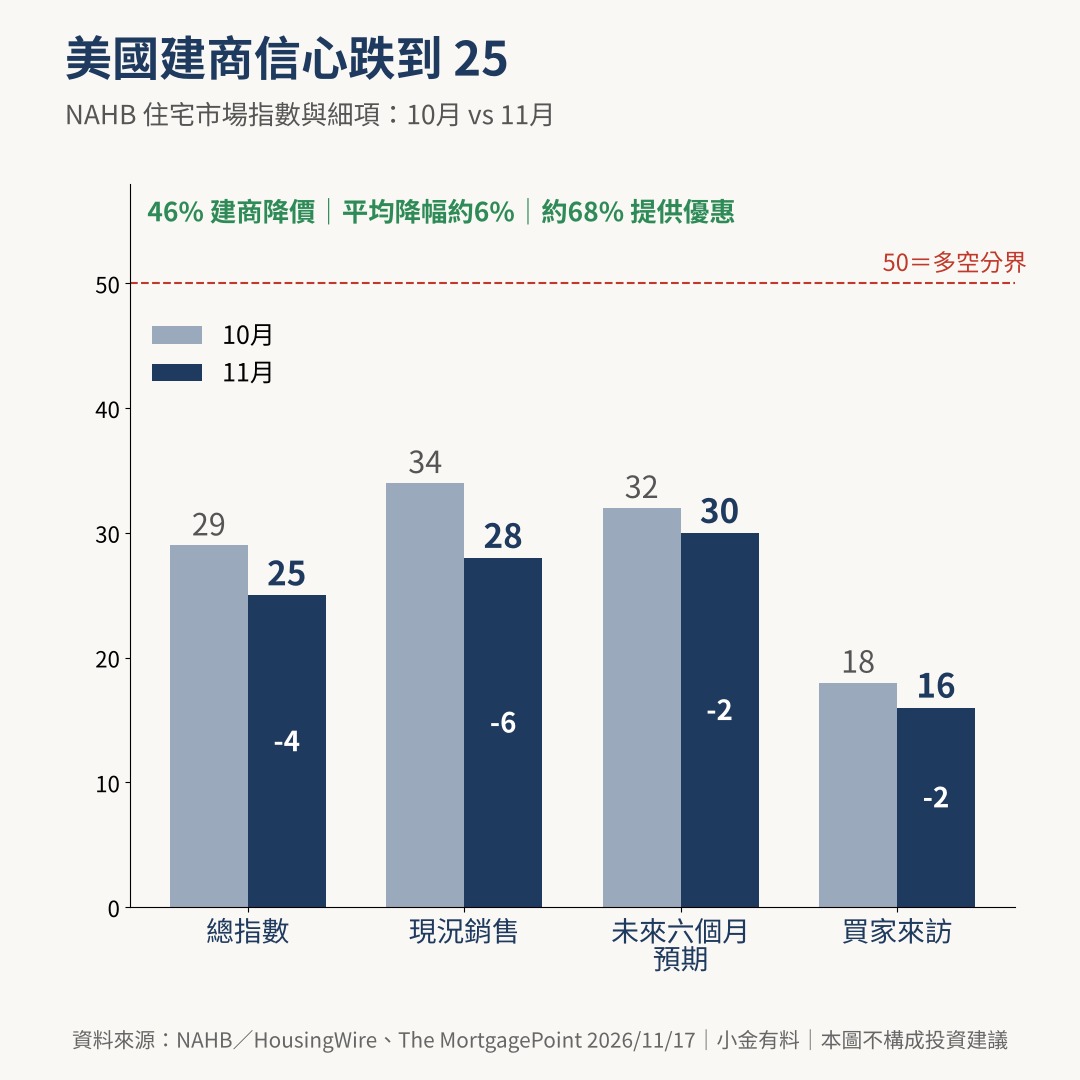 美國建商信心跌到 25
NAHB 住宅市場指數與細項：10月 vs 11月
46% 建商降價｜平均降幅約6%｜約68% 提供優惠
50＝多空分界
50
40
30
20
10
0
10月
11月
29
25
-4
34
28
-6
32
30
-2
18
16
-2
總指數
現況銷售
未來六個月
預期
買家來訪
資料來源：NAHB／HousingWire、The MortgagePoint 2026/11/17｜小金有料｜本圖不構成投資建議